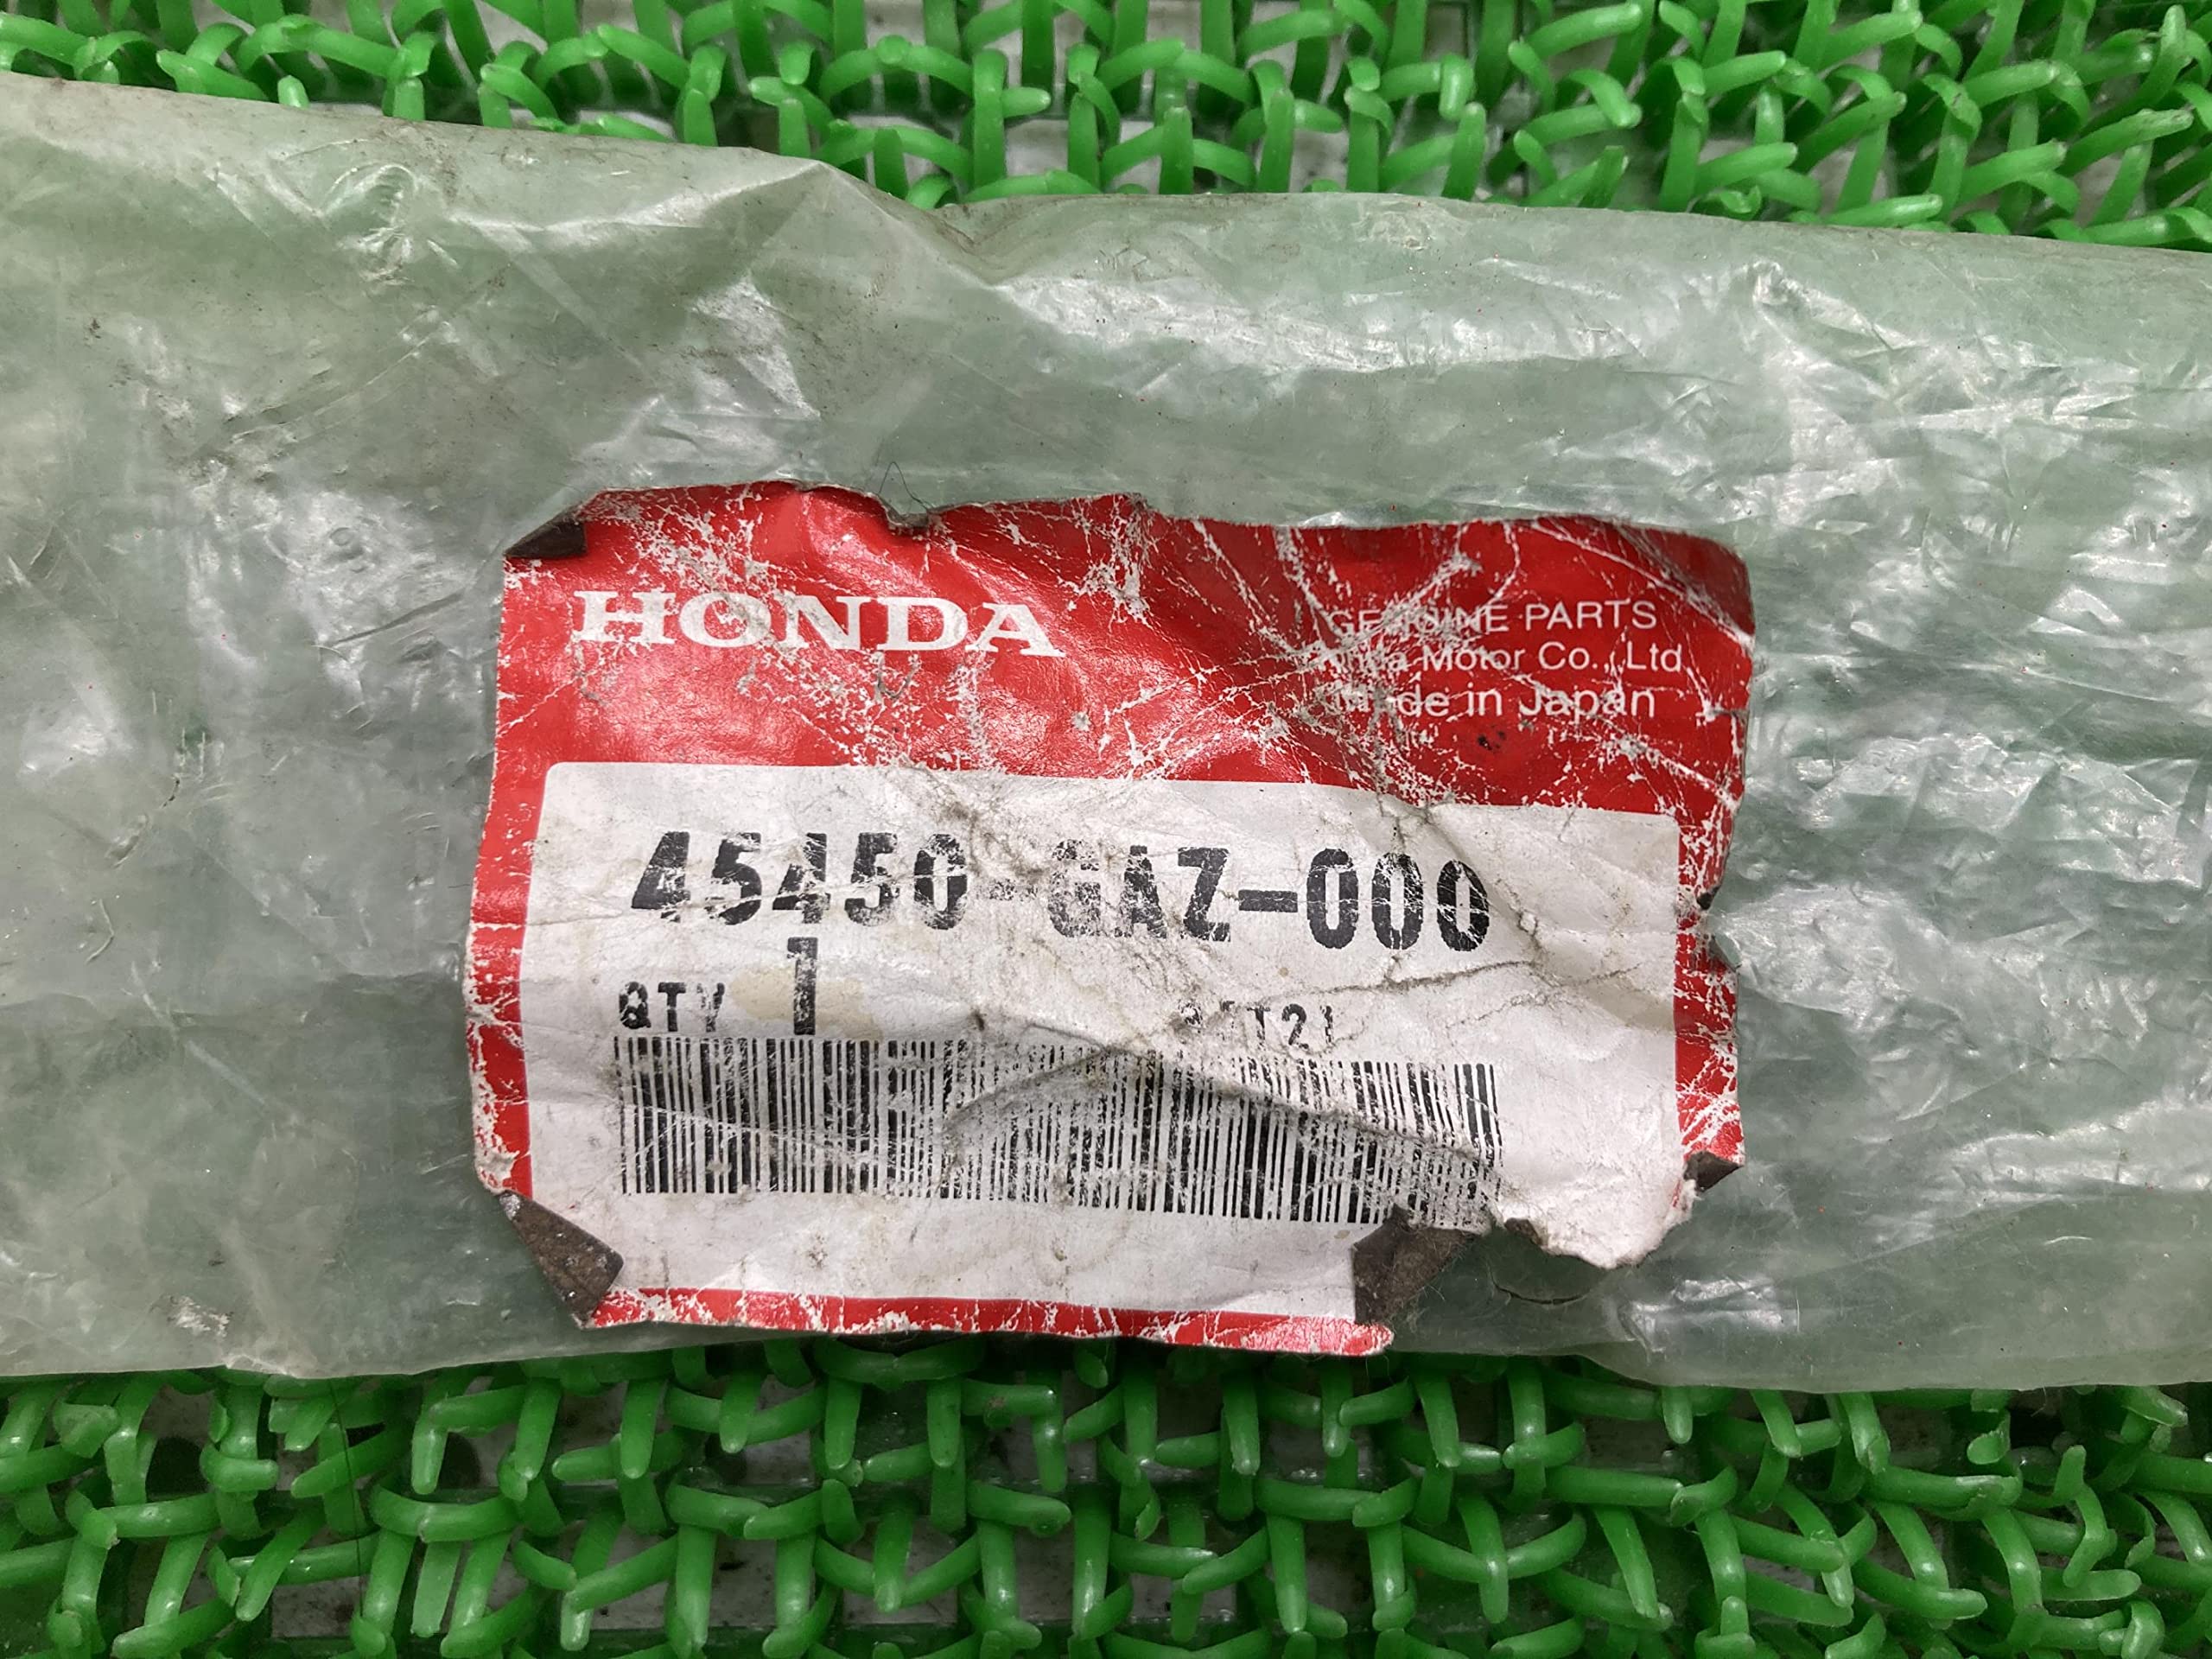 HONDA
GENUINE PARTS
Motor Co., Ltd.
Made in Japan
45450-GAZ-000
QTY 1